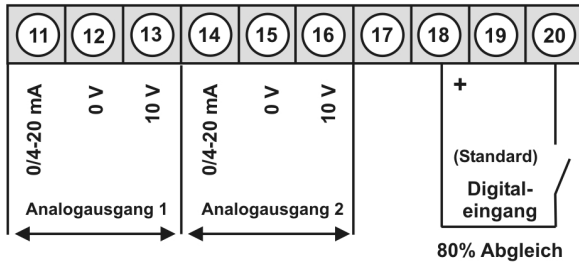 11 12 13 14 15 16 17 18 19 20
0/4-20 mA
0 V
10 V
0/4-20 mA
0 V
10 V
+
(Standard)
Digital-
eingang
Analogausgang 1
Analogausgang 2
80% Abgleich